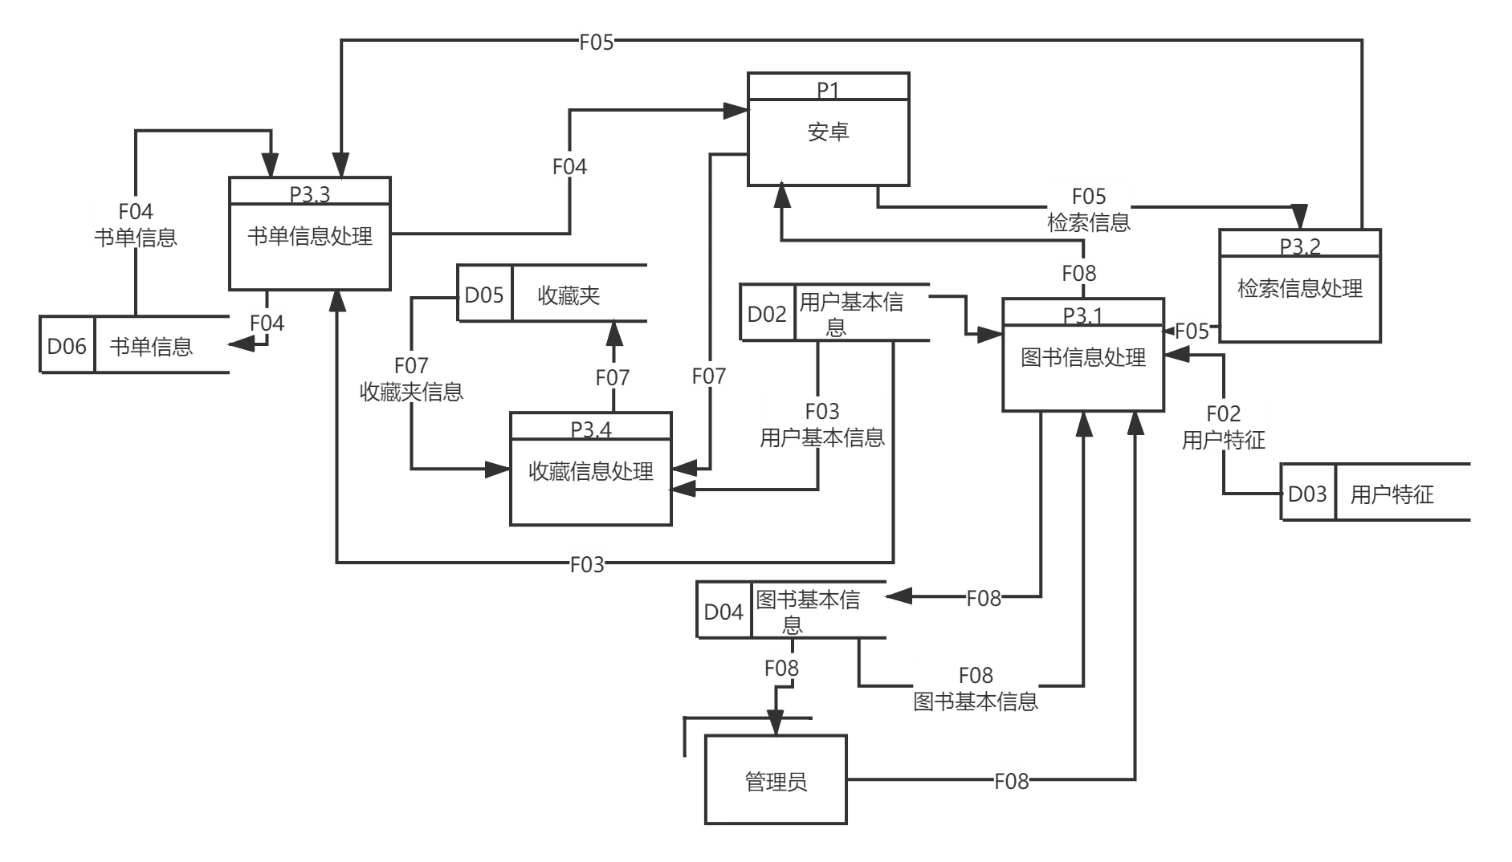 F05
P1
安卓
F04
P3.3
书单信息处理
F04
书单信息
F05
检索信息
P3.2
检索信息处理
F08
D05
收藏夹
D02
用户基本信
息
P3.1
图书信息处理
F05
F04
D06
书单信息
F07
收藏夹信息
F07
F07
F03
用户基本信息
F02
用户特征
P3.4
收藏信息处理
D03
用户特征
F03
D04
图书基本信
息
F08
F08
F08
图书基本信息
管理员
F08